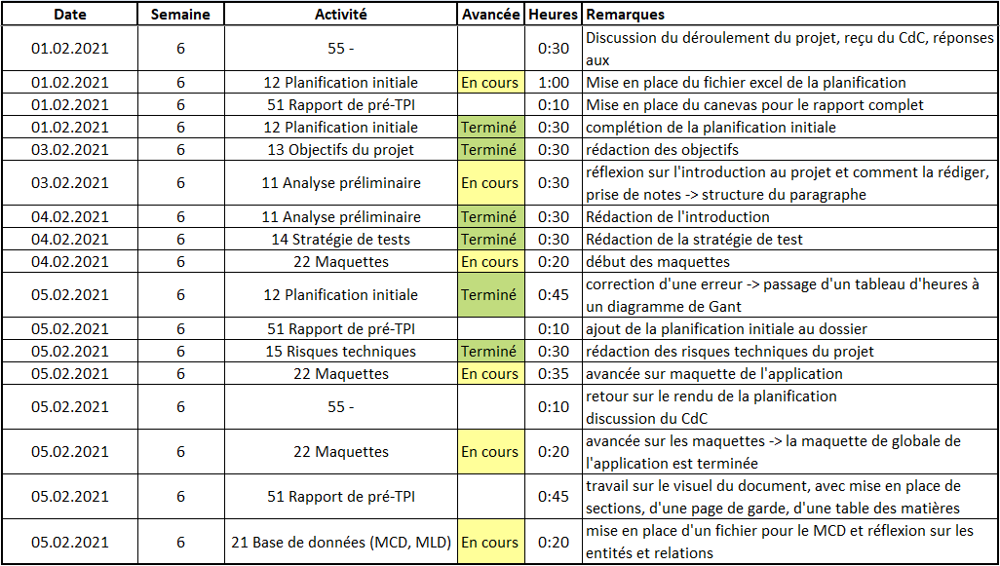 Date Semaine Activité Avancée Heures Remarques
01.02.2021 6 55 - 0:30 Discussion du déroulement du projet, reçu du CdC, réponses
aux
01.02.2021 6 12 Planification initiale En cours 1:00 Mise en place du fichier excel de la planification
01.02.2021 6 51 Rapport de pré-TPI 0:10 Mise en place du canevas pour le rapport complet
01.02.2021 6 12 Planification initiale Terminé 0:30 complétion de la planification initiale
03.02.2021 6 13 Objectifs du projet Terminé 0:30 rédaction des objectifs
03.02.2021 6 11 Analyse préliminaire En cours 0:30 réflexion sur l'introduction au projet et comment la rédiger,
prise de notes -> structure du paragraphe
04.02.2021 6 11 Analyse préliminaire Terminé 0:30 Rédaction de l'introduction
04.02.2021 6 14 Stratégie de tests Terminé 0:30 Rédaction de la stratégie de test
04.02.2021 6 22 Maquettes En cours 0:20 début des maquettes
05.02.2021 6 12 Planification initiale Terminé 0:45 correction d'une erreur -> passage d'un tableau d'heures à
un diagramme de Gant
05.02.2021 6 51 Rapport de pré-TPI 0:10 ajout de la planification initiale au dossier
05.02.2021 6 15 Risques techniques Terminé 0:30 rédaction des risques techniques du projet
05.02.2021 6 22 Maquettes En cours 0:35 avancée sur maquette de l'application
05.02.2021 6 55 - 0:10 retour sur le rendu de la planification
discussion du CdC
05.02.2021 6 22 Maquettes En cours 0:20 avancée sur les maquettes -> la maquette de globale de
l'application est terminée
05.02.2021 6 51 Rapport de pré-TPI 0:45 travail sur le visuel du document, avec mise en place de
sections, d'une page de garde, d'une table des matières
05.02.2021 6 21 Base de données (MCD, MLD) En cours 0:20 mise en place d'un fichier pour le MCD et réflexion sur les
entités et relations